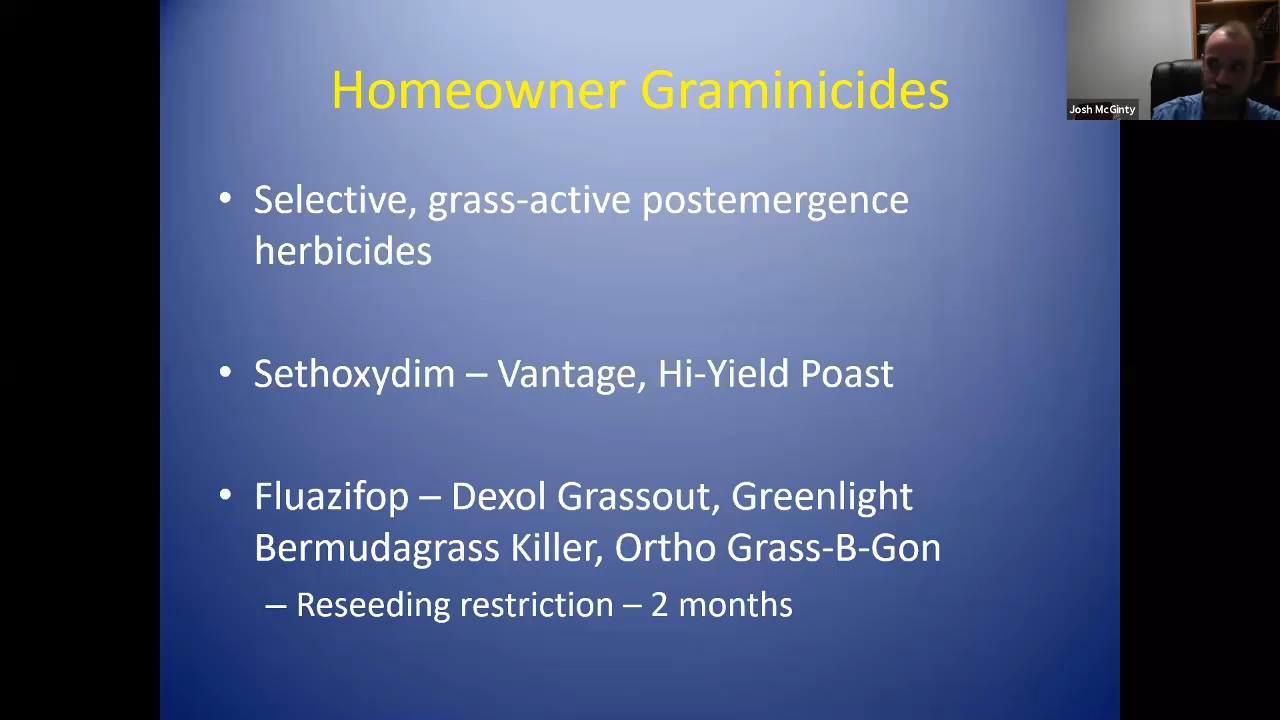 Homeowner Graminicides
Josh McGinty
• Selective, grass-active postemergence
herbicides
• Sethoxydim – Vantage, Hi-Yield Poast
• Fluazifop – Dexol Grassout, Greenlight
Bermudagrass Killer, Ortho Grass-B-Gon
– Reseeding restriction – 2 months